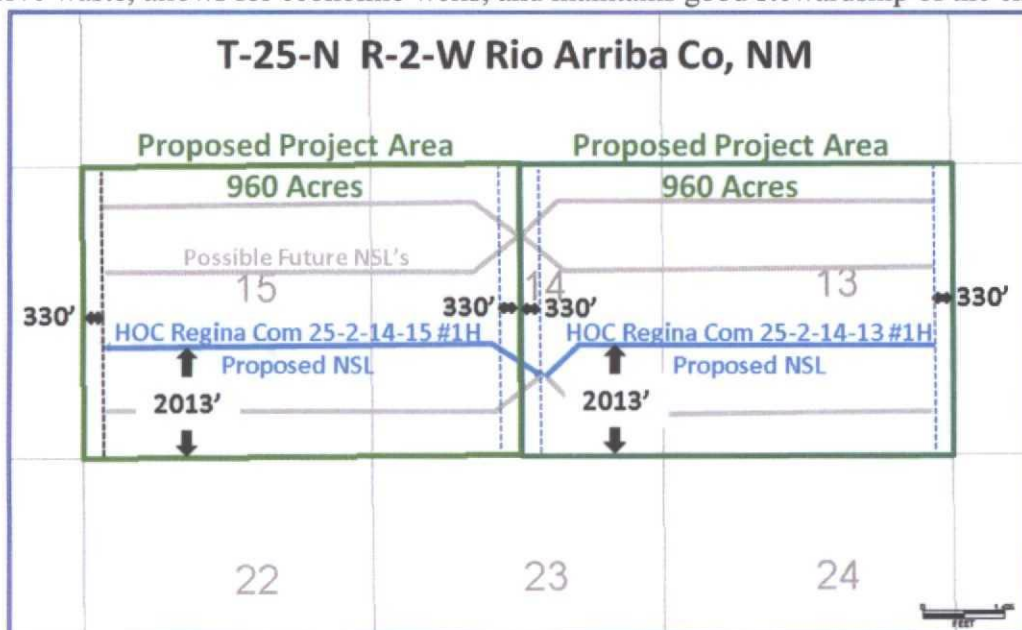 T-25-N R-2-W Rio Arriba Co, NM
Proposed Project Area Proposed Project Area
960 Acres 960 Acres
Possible Future NSL's
15 14 13
330' 330' 330' 330'
HOC Regina Com 25-2-14-15 #1H HOC Regina Com 25-2-14-13 #1H
Proposed NSL Proposed NSL
2013' 2013'
22 23 24
FEET